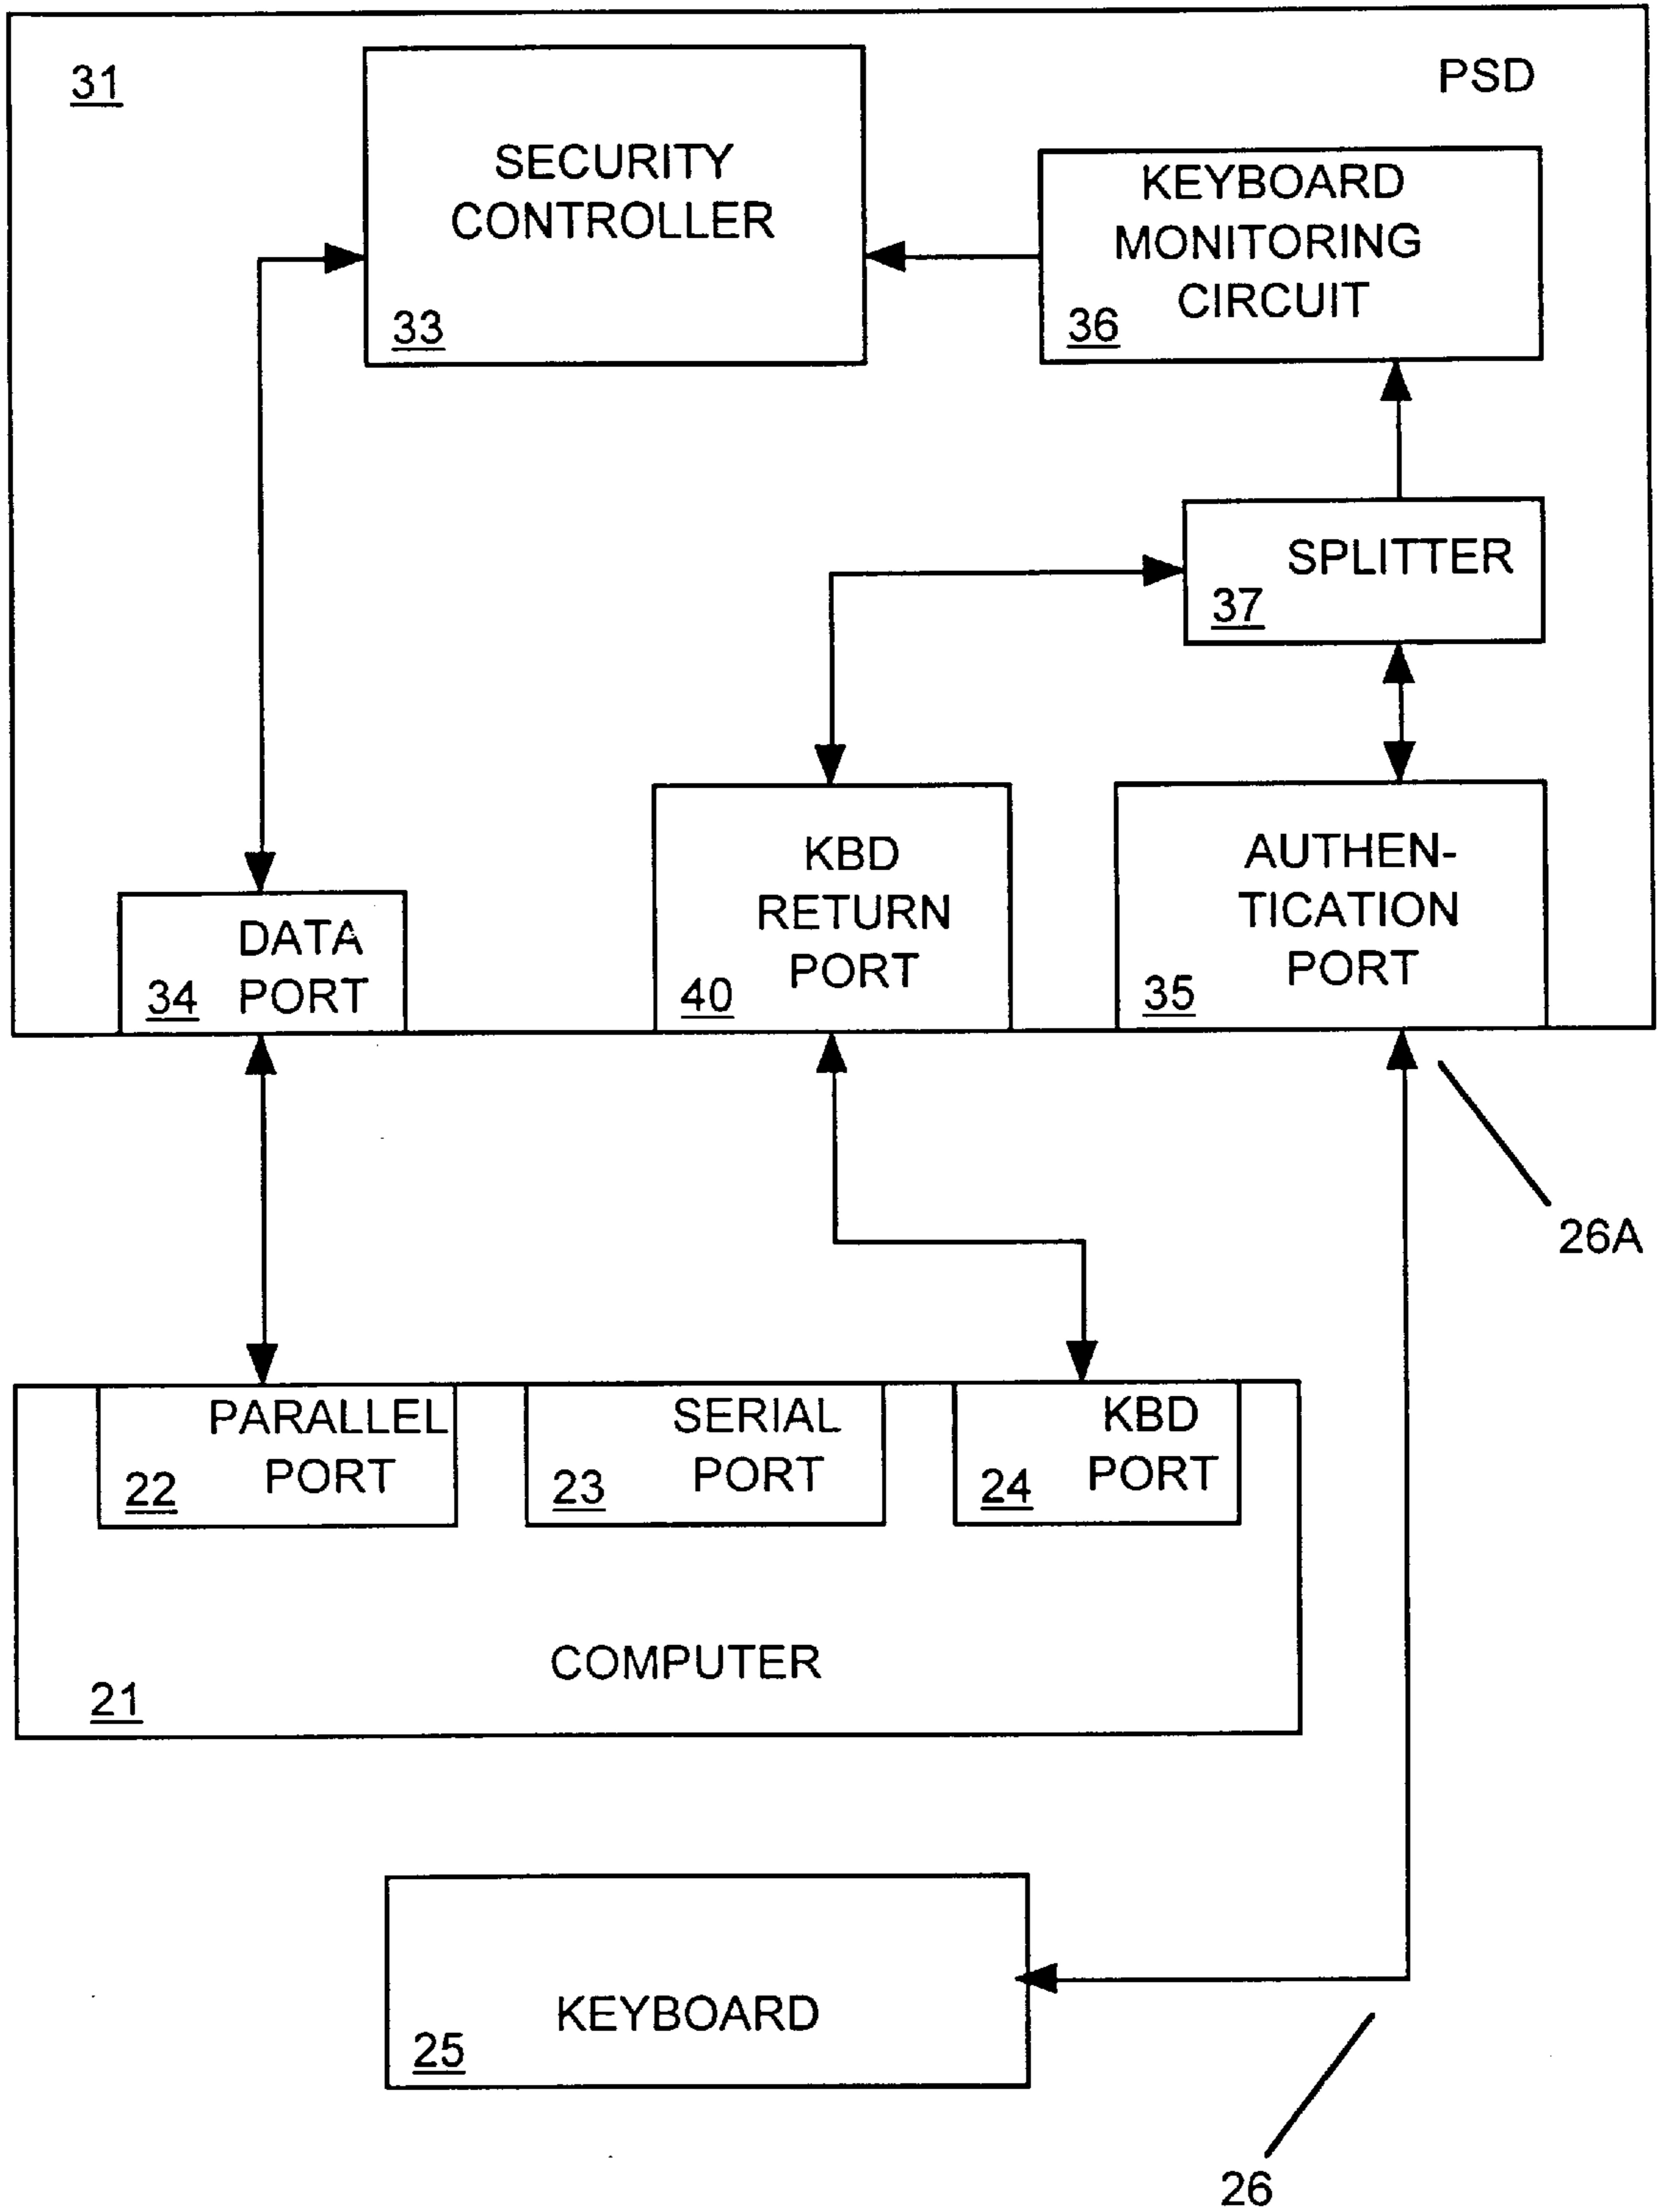 31
PSD
SECURITY
CONTROLLER
33
KEYBOARD
MONITORING
CIRCUIT
36
SPLITTER
37
DATA
PORT
34
KBD
RETURN
PORT
40
AUTHEN-
TICATION
PORT
35
26A
PARALLEL
PORT
22
SERIAL
PORT
23
KBD
PORT
24
COMPUTER
21
KEYBOARD
25
26